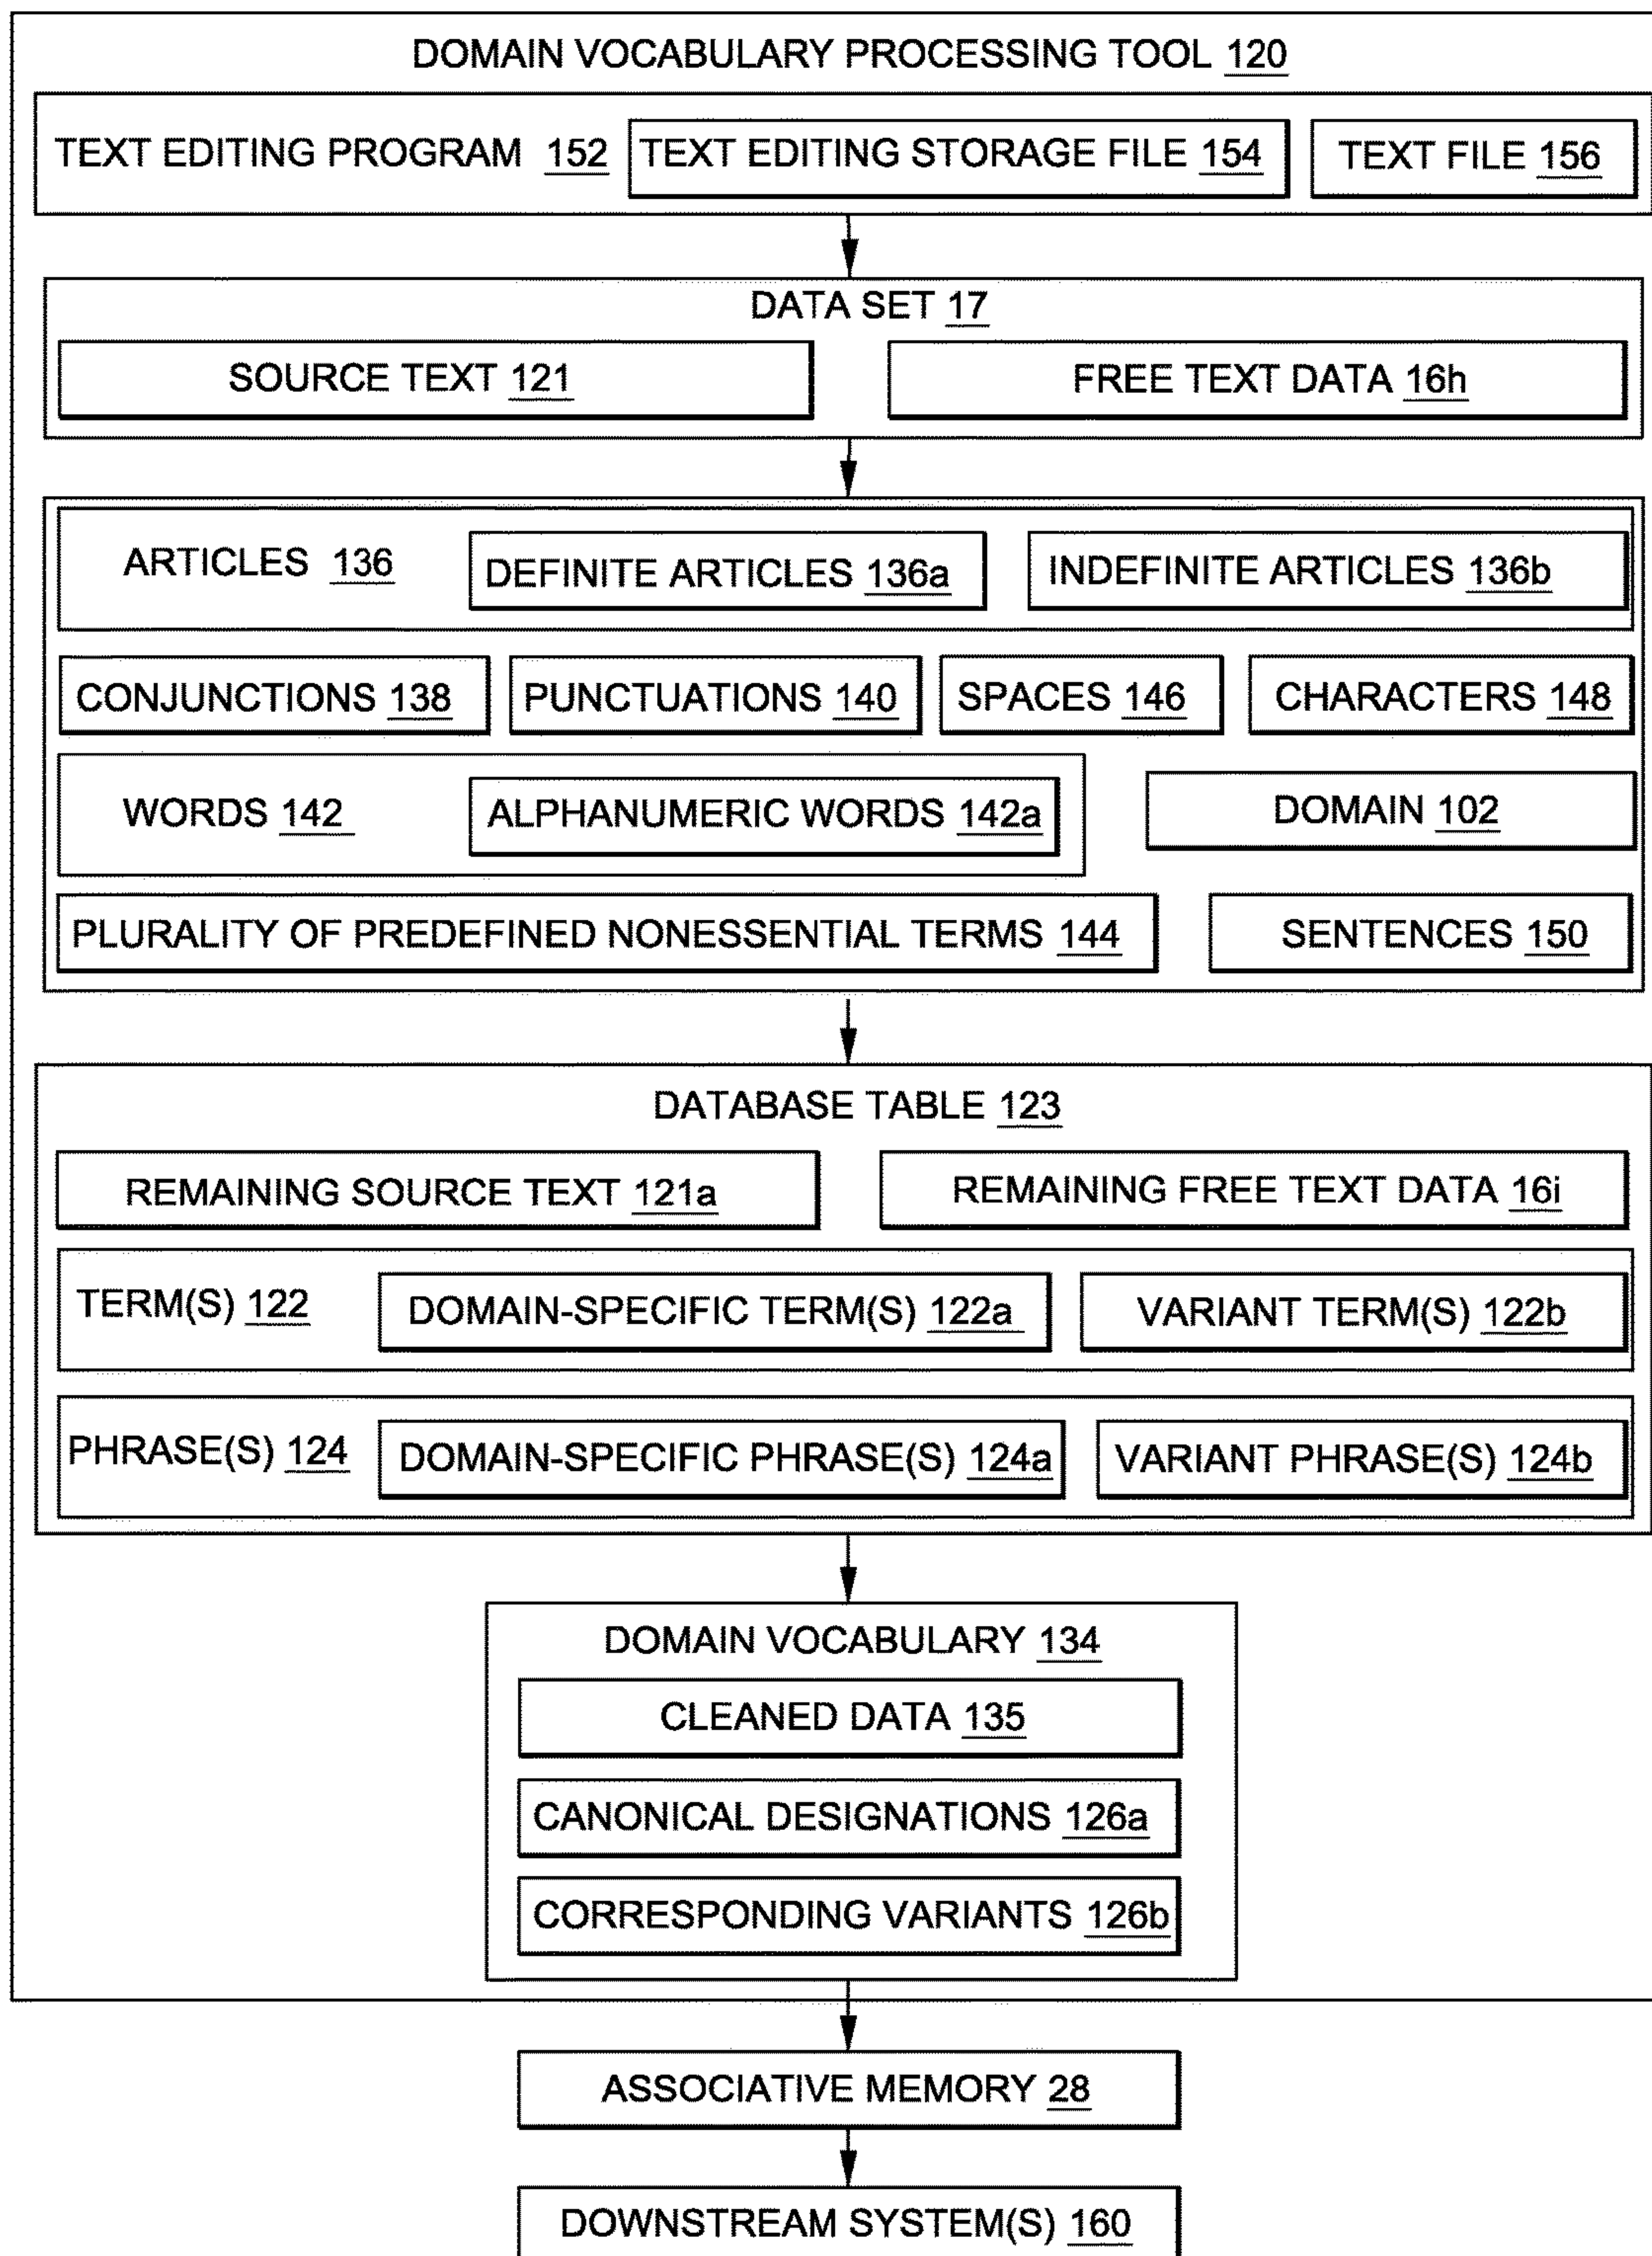 DOMAIN VOCABULARY PROCESSING TOOL 120
TEXT EDITING PROGRAM 152 TEXT EDITING STORAGE FILE 154 TEXT FILE 156
DATA SET 17
SOURCE TEXT 121 FREE TEXT DATA 16h
ARTICLES 136 DEFINITE ARTICLES 136a INDEFINITE ARTICLES 136b
CONJUNCTIONS 138 PUNCTUATIONS 140 SPACES 146 CHARACTERS 148
WORDS 142 ALPHANUMERIC WORDS 142a DOMAIN 102
PLURALITY OF PREDEFINED NONESSENTIAL TERMS 144 SENTENCES 150
DATABASE TABLE 123
REMAINING SOURCE TEXT 121a REMAINING FREE TEXT DATA 16i
TERM(S) 122 DOMAIN-SPECIFIC TERM(S) 122a VARIANT TERM(S) 122b
PHRASE(S) 124 DOMAIN-SPECIFIC PHRASE(S) 124a VARIANT PHRASE(S) 124b
DOMAIN VOCABULARY 134
CLEANED DATA 135
CANONICAL DESIGNATIONS 126a
CORRESPONDING VARIANTS 126b
ASSOCIATIVE MEMORY 28
DOWNSTREAM SYSTEM(S) 160